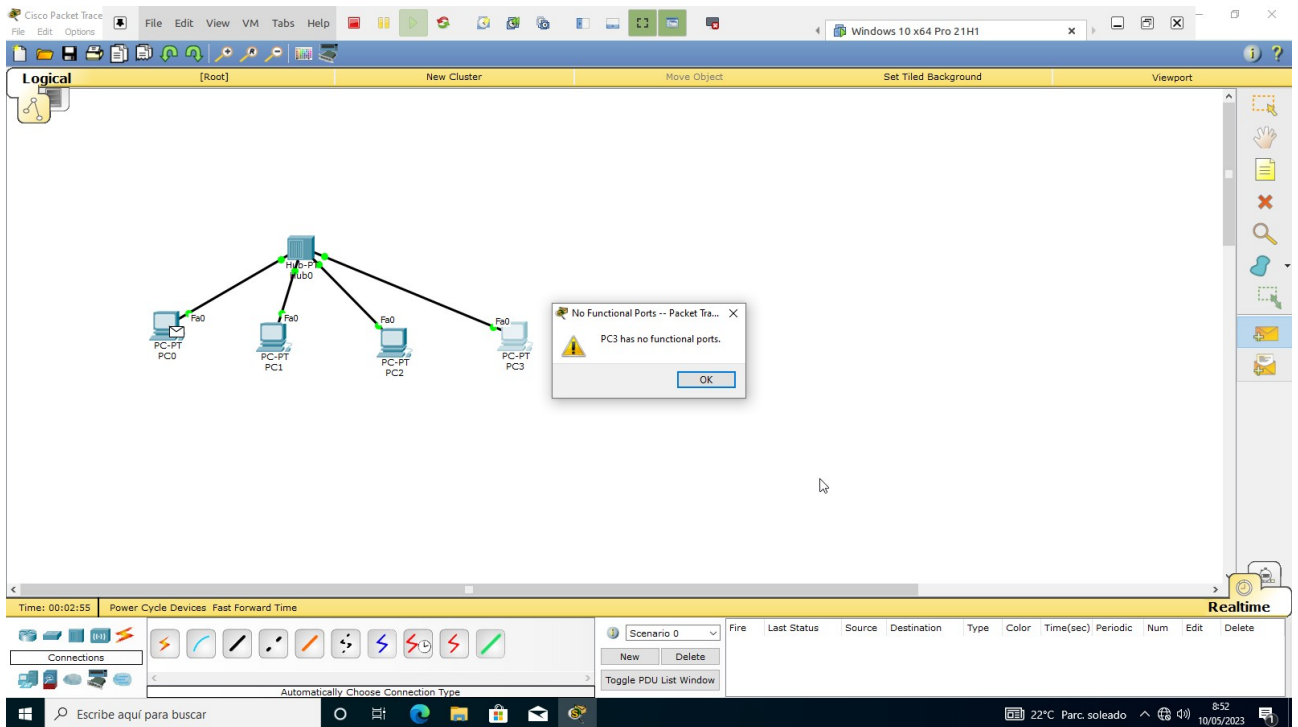 Cisco Packet Trace
File Edit View VM Tabs Help
Windows 10 x64 Pro 21H1
File Edit Options
Logical
[Root]
New Cluster
Move Object
Set Tiled Background
Viewport
Hub-PT
Hub0
Fa0
Fa0
Fa0
Fa0
PC-PT
PC0
PC-PT
PC1
PC-PT
PC2
PC-PT
PC3
No Functional Ports -- Packet Tra...
PC3 has no functional ports.
OK
Time: 00:02:55
Power Cycle Devices Fast Forward Time
Realtime
Connections
Automatically Choose Connection Type
Scenario 0
New
Delete
Toggle PDU List Window
Fire Last Status Source Destination Type Color Time(sec) Periodic Num Edit Delete
Escribe aquí para buscar
22°C Parc. soleado
8:52
10/05/2023